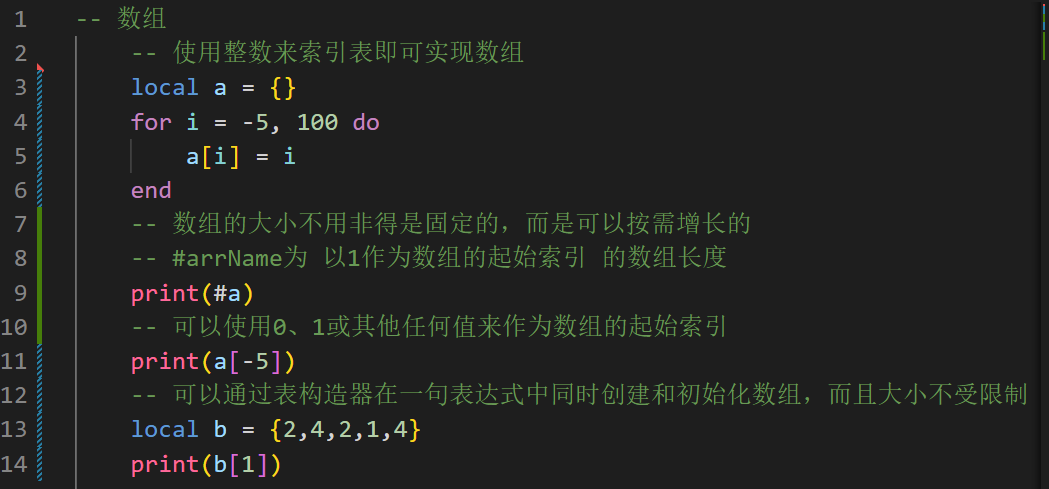 1 -- 数组
2 -- 使用整数来索引表即可实现数组
3 local a = {}
4 for i = -5, 100 do
5 a[i] = i
6 end
7 -- 数组的大小不用非得是固定的，而是可以按需增长的
8 -- #arrName为 以1作为数组的起始索引 的数组长度
9 print(#a)
10 -- 可以使用0、1或其他任何值来作为数组的起始索引
11 print(a[-5])
12 -- 可以通过表构造器在一句表达式中同时创建和初始化数组，而且大小不受限制
13 local b = {2,4,2,1,4}
14 print(b[1])